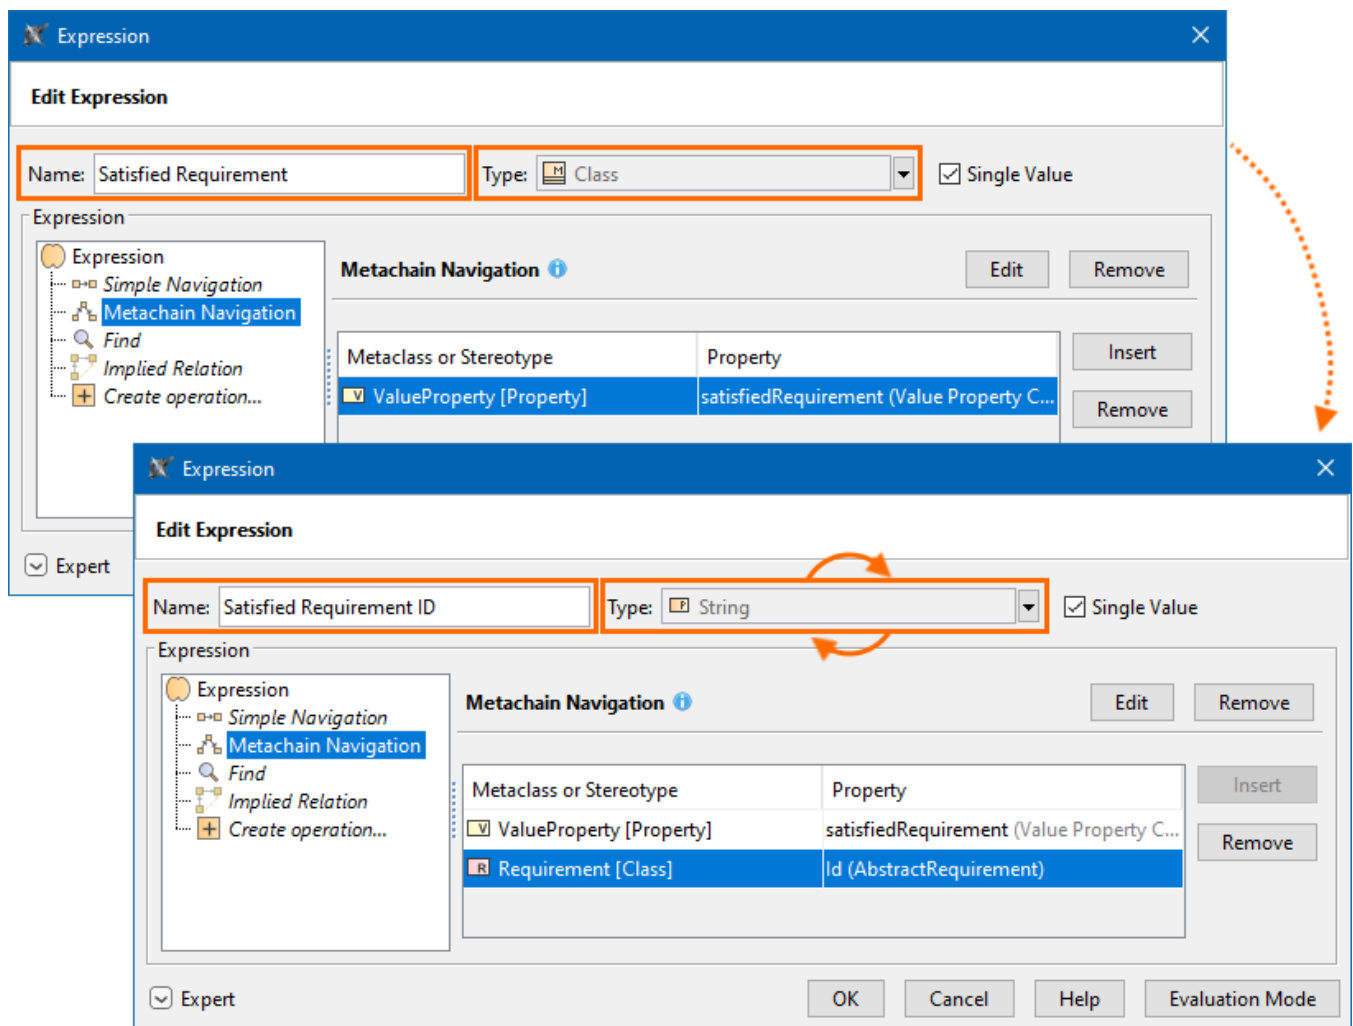 Expression
Edit Expression
Name: Satisfied Requirement Type: Class Single Value
Expression
Expression
Simple Navigation
Metachain Navigation
Find
Implied Relation
Create operation...
Metachain Navigation Edit Remove
Metaclass or Stereotype Property
ValueProperty [Property] satisfiedRequirement (Value Property C...
Insert
Remove
Expert
Expression
Edit Expression
Name: Satisfied Requirement ID Type: String Single Value
Expression
Expression
Simple Navigation
Metachain Navigation
Find
Implied Relation
Create operation...
Metachain Navigation Edit Remove
Metaclass or Stereotype Property
ValueProperty [Property] satisfiedRequirement (Value Property C...
Requirement [Class] Id (AbstractRequirement)
Insert
Remove
Expert OK Cancel Help Evaluation Mode